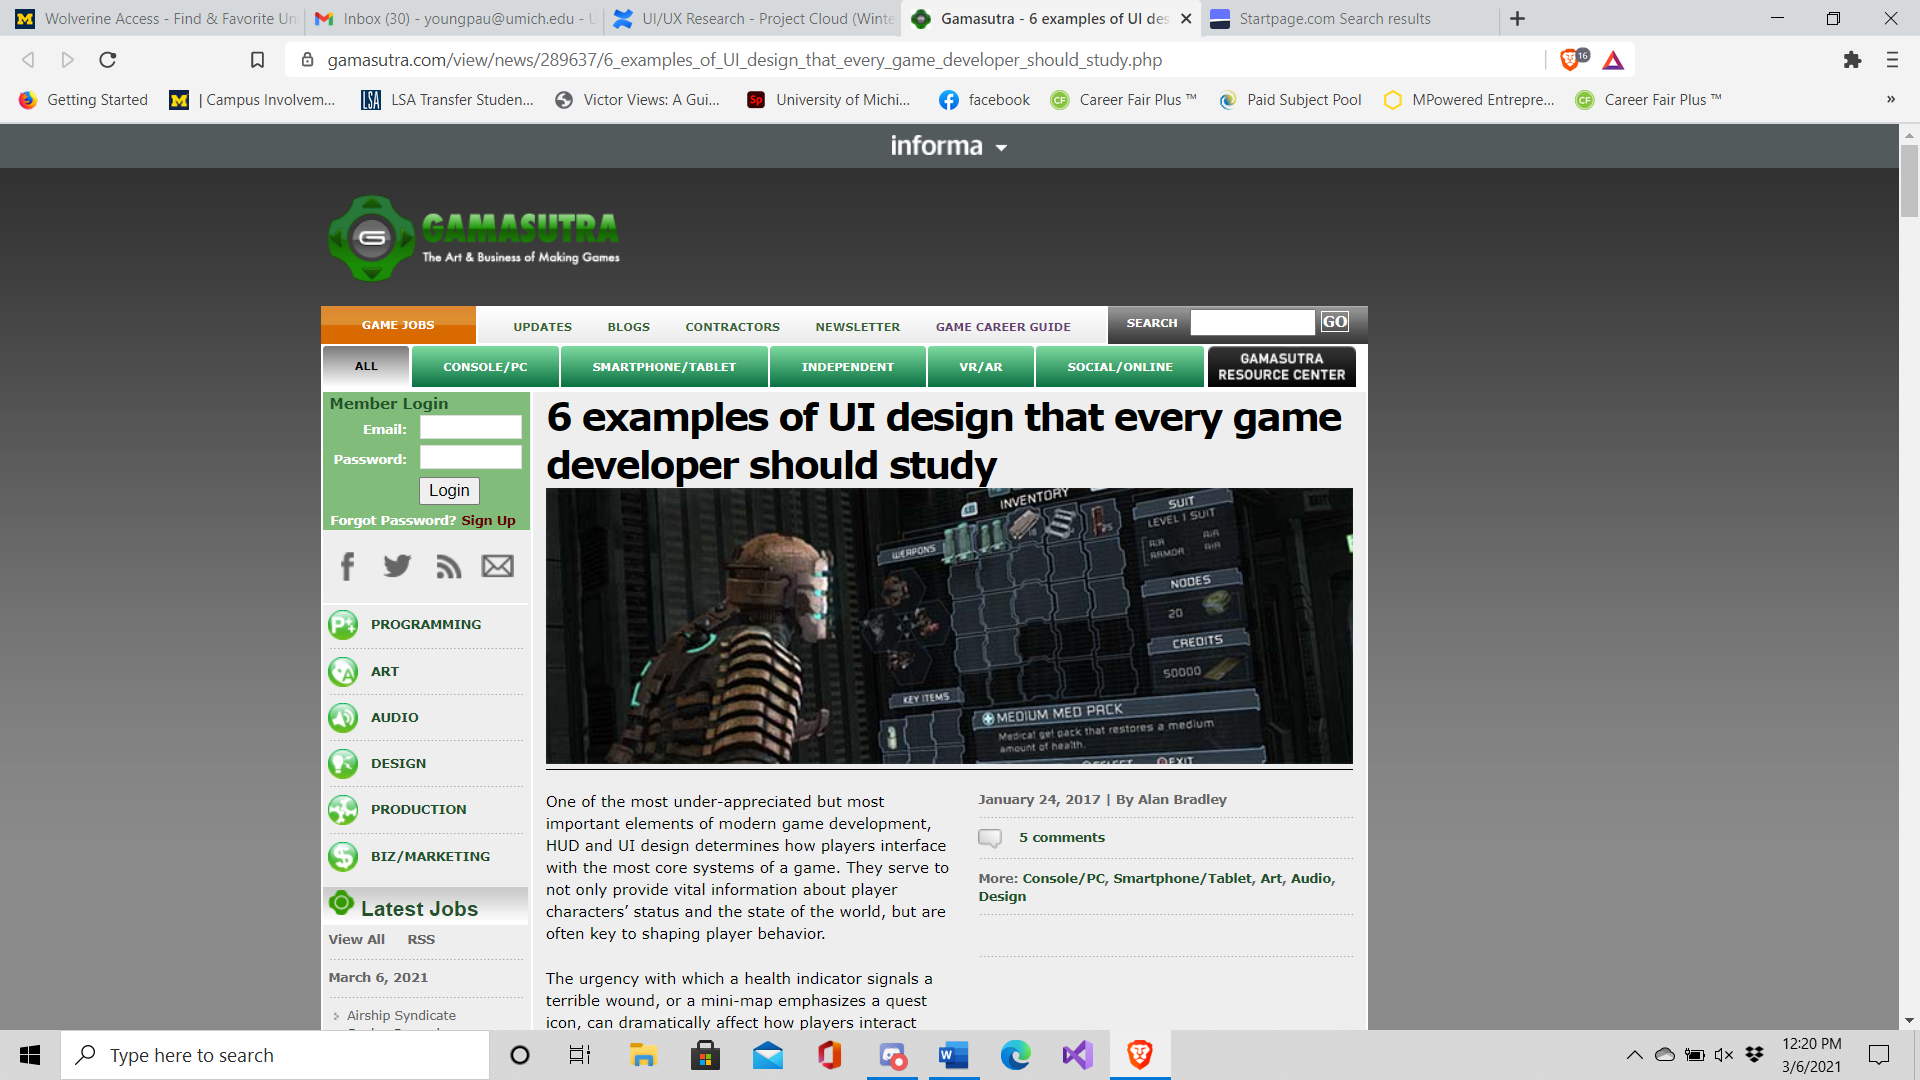 Wolverine Access - Find & Favorite Un
Inbox (30) - youngpau@umich.edu - U
UI/UX Research - Project Cloud (Winte
Gamasutra - 6 examples of UI des
Startpage.com Search results
gamasutra.com/view/news/289637/6_examples_of_UI_design_that_every_game_developer_should_study.php
16
Getting Started
| Campus Involvem...
LSA Transfer Studen...
Victor Views: A Gui...
University of Michi...
facebook
Career Fair Plus ™
Paid Subject Pool
MPowered Entrepre...
Career Fair Plus ™
»
informa
GAMASUTRA
The Art & Business of Making Games
GAME JOBS
UPDATES
BLOGS
CONTRACTORS
NEWSLETTER
GAME CAREER GUIDE
SEARCH
GO
ALL
CONSOLE/PC
SMARTPHONE/TABLET
INDEPENDENT
VR/AR
SOCIAL/ONLINE
GAMASUTRA
RESOURCE CENTER
Member Login
Email:
Password:
Login
Forgot Password? Sign Up
PROGRAMMING
ART
AUDIO
DESIGN
PRODUCTION
BIZ/MARKETING
Latest Jobs
View All RSS
March 6, 2021
Airship Syndicate
6 examples of UI design that every game
developer should study
INVENTORY
WEAPONS
SUIT
LEVEL 1 SUIT
AIR
ARMOR
NODES
20
CREDITS
50000
KEY ITEMS
MEDIUM MED PACK
Medical gel pack that restores a medium
amount of health.
SELECT
EXIT
One of the most under-appreciated but most
important elements of modern game development,
HUD and UI design determines how players interface
with the most core systems of a game. They serve to
not only provide vital information about player
characters’ status and the state of the world, but are
often key to shaping player behavior.
The urgency with which a health indicator signals a
terrible wound, or a mini-map emphasizes a quest
icon, can dramatically affect how players interact
January 24, 2017 | By Alan Bradley
5 comments
More: Console/PC, Smartphone/Tablet, Art, Audio,
Design
Type here to search
12:20 PM
3/6/2021